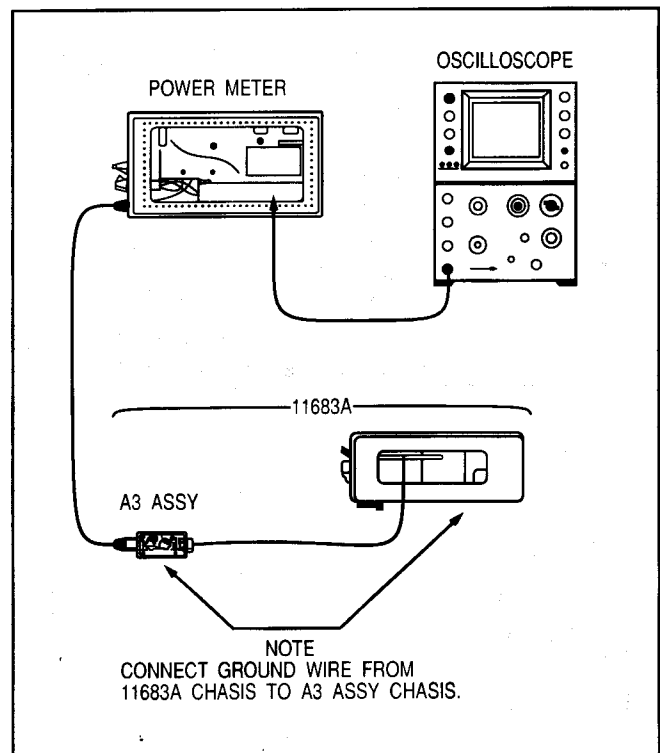 OSCILLOSCOPE
POWER METER
11683A
A3 ASSY
NOTE
CONNECT GROUND WIRE FROM
11683A CHASIS TO A3 ASSY CHASIS.